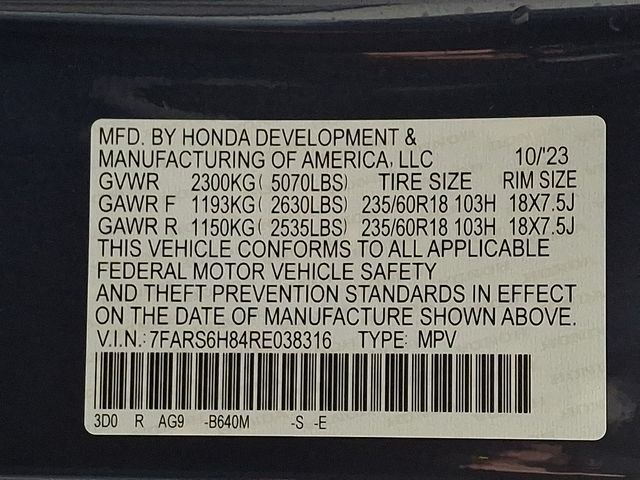 MFD. BY HONDA DEVELOPMENT &
MANUFACTURING OF AMERICA, LLC 10/'23
GVWR 2300KG( 5070LBS) TIRE SIZE RIM SIZE
GAWR F 1193KG( 2630LBS) 235/60R18 103H 18X7.5J
GAWR R 1150KG( 2535LBS) 235/60R18 103H 18X7.5J
THIS VEHICLE CONFORMS TO ALL APPLICABLE
FEDERAL MOTOR VEHICLE SAFETY
AND THEFT PREVENTION STANDARDS IN EFFECT
ON THE DATE OF MANUFACTURE SHOWN ABOVE.
V.I.N.:7FARS6H84RE038316 TYPE: MPV
3D0 R AG9 -B640M -S -E